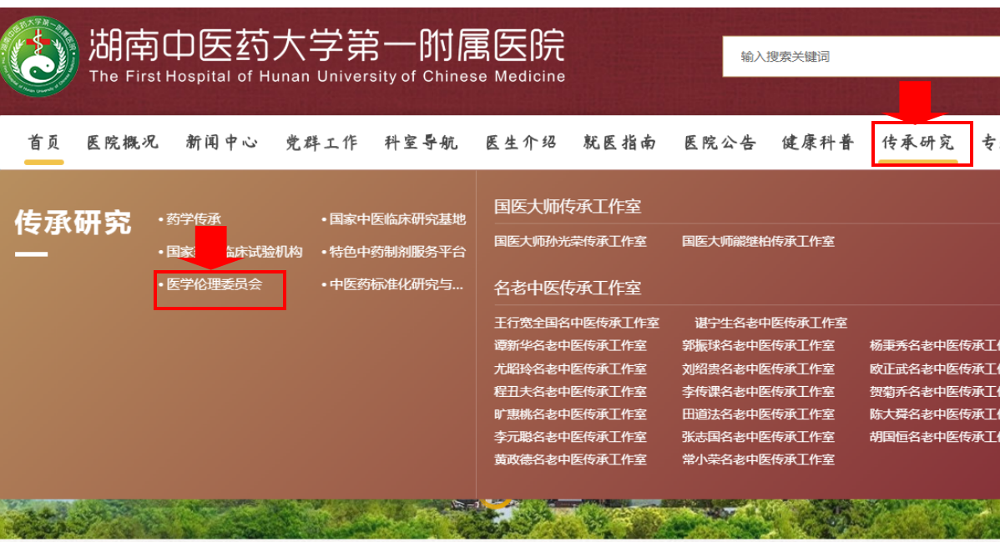 湖南中医药大学第一附属医院
The First Hospital of Hunan University of Chinese Medicine
输入搜索关键词
首页 医院概况 新闻中心 党群工作 科室导航 医生介绍 就医指南 医院公告 健康科普 传承研究 专
传承研究
• 药学传承 • 国家中医临床研究基地
• 国家 临床试验机构 • 特色中药制剂服务平台
• 医学伦理委员会 • 中医药标准化研究与...
国医大师传承工作室
国医大师孙光荣传承工作室 国医大师熊继柏传承工作室
名老中医传承工作室
王行宽全国名中医传承工作室 谌宁生名老中医传承工作室
谭新华名老中医传承工作室 郭振球名老中医传承工作室 杨秉秀名老中医传承工
尤昭玲名老中医传承工作室 刘绍贵名老中医传承工作室 欧正武名老中医传承工
程丑夫名老中医传承工作室 李传课名老中医传承工作室 贺菊乔名老中医传承工
旷惠桃名老中医传承工作室 田道法名老中医传承工作室 陈大舜名老中医传承工
李元聪名老中医传承工作室 张志国名老中医传承工作室 胡国恒名老中医传承工
黄政德名老中医传承工作室 常小荣名老中医传承工作室